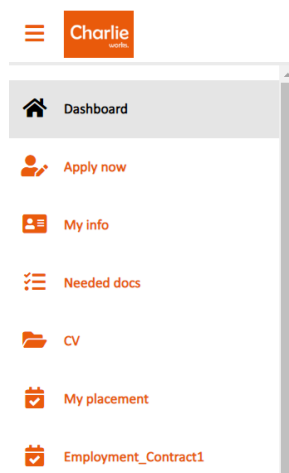 Charlie
works.
Dashboard
Apply now
My info
Needed docs
CV
My placement
Employment_Contract1